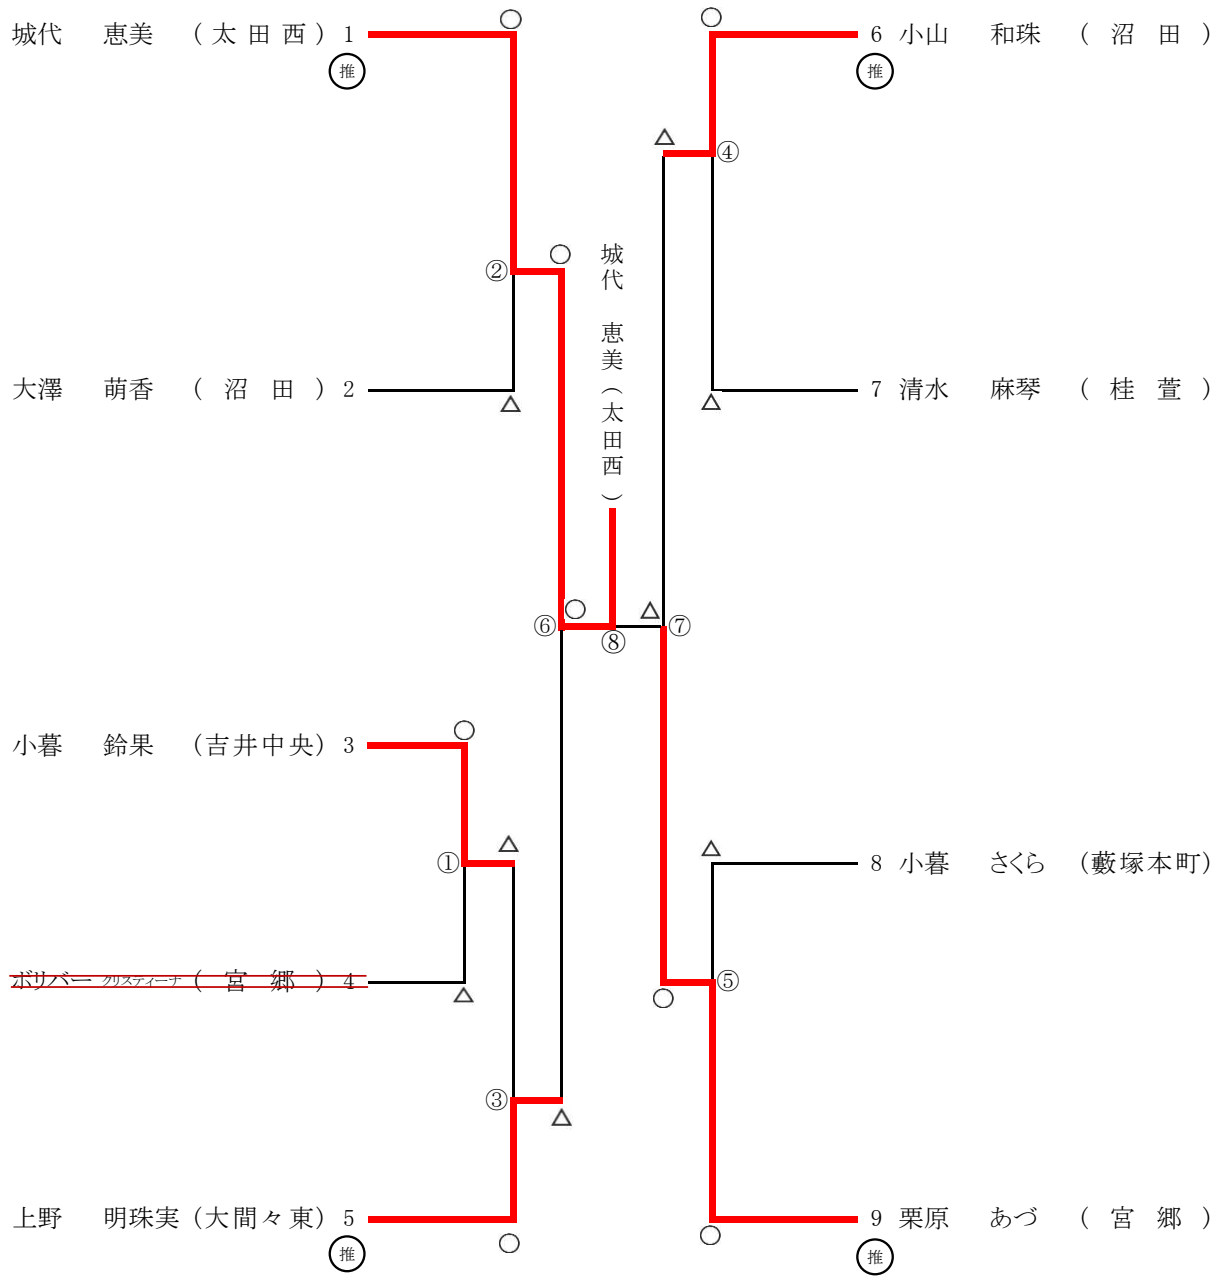 城代 恵美 (太田西) 1
推
大澤 萌香 (沼田) 2
小暮 鈴果 (吉井中央) 3
ボリバー クリスティーナ (宮郷) 4
上野 明珠実 (大間々東) 5
推
②
①
③
⑥
城代 恵美(太田西)
⑧
⑦
④
⑤
6 小山 和珠 (沼田)
推
7 清水 麻琴 (桂萱)
8 小暮 さくら (藪塚本町)
9 栗原 あづ (宮郷)
推